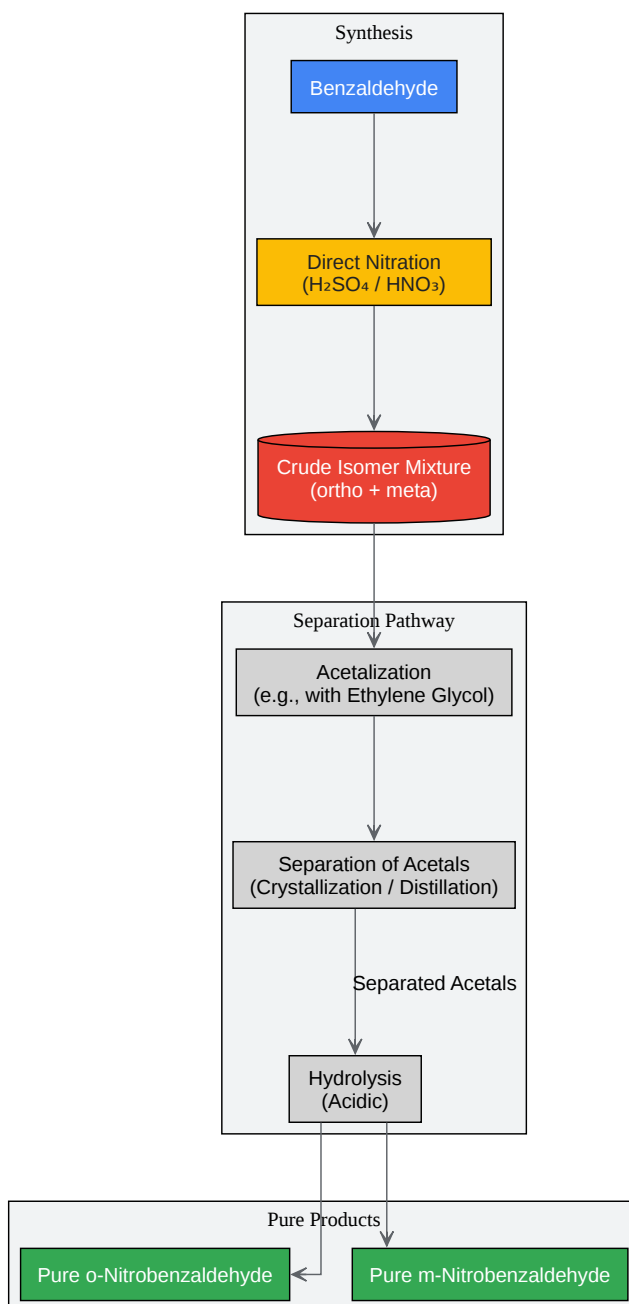 Synthesis
Benzaldehyde
Direct Nitration
(H₂SO₄ / HNO₃)
Crude Isomer Mixture
(ortho + meta)
Separation Pathway
Acetalization
(e.g., with Ethylene Glycol)
Separation of Acetals
(Crystallization / Distillation)
Separated Acetals
Hydrolysis
(Acidic)
Pure Products
Pure o-Nitrobenzaldehyde
Pure m-Nitrobenzaldehyde